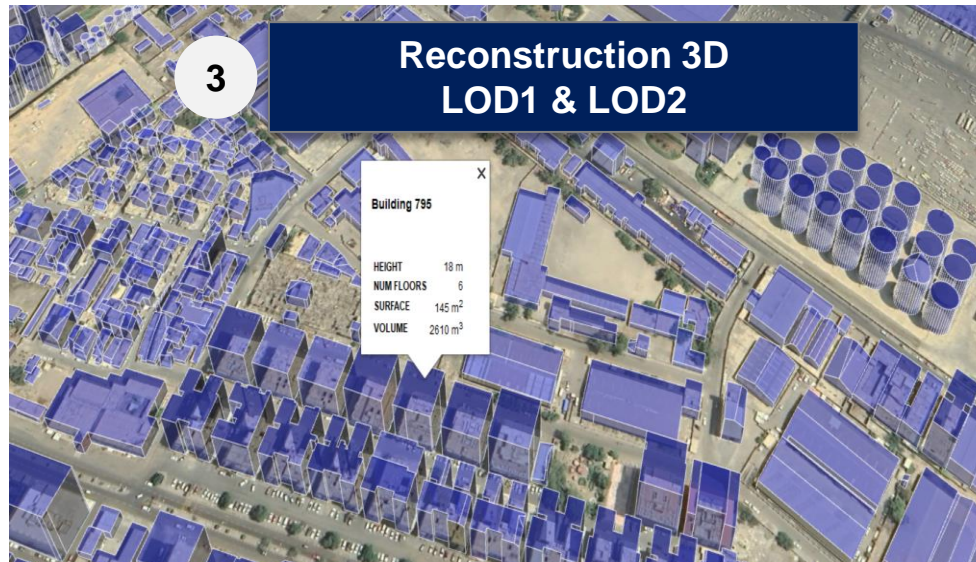 3
Reconstruction 3D
LOD1 & LOD2
X
Building 795
HEIGHT 18 m
NUM FLOORS 6
SURFACE 145 m²
VOLUME 2610 m³